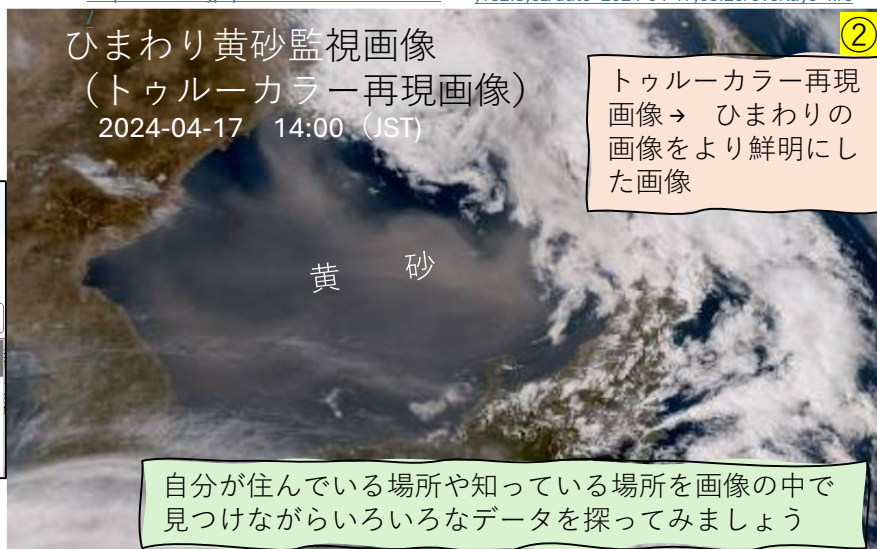 ひまわり黄砂監視画像
（トゥルーカラー再現画像）
2024-04-17　14:00（JST)
②
トゥルーカラー再現
画像→　ひまわりの
画像をより鮮明にし
た画像
黄　砂
自分が住んでいる場所や知っている場所を画像の中で
見つけながらいろいろなデータを探ってみましょう